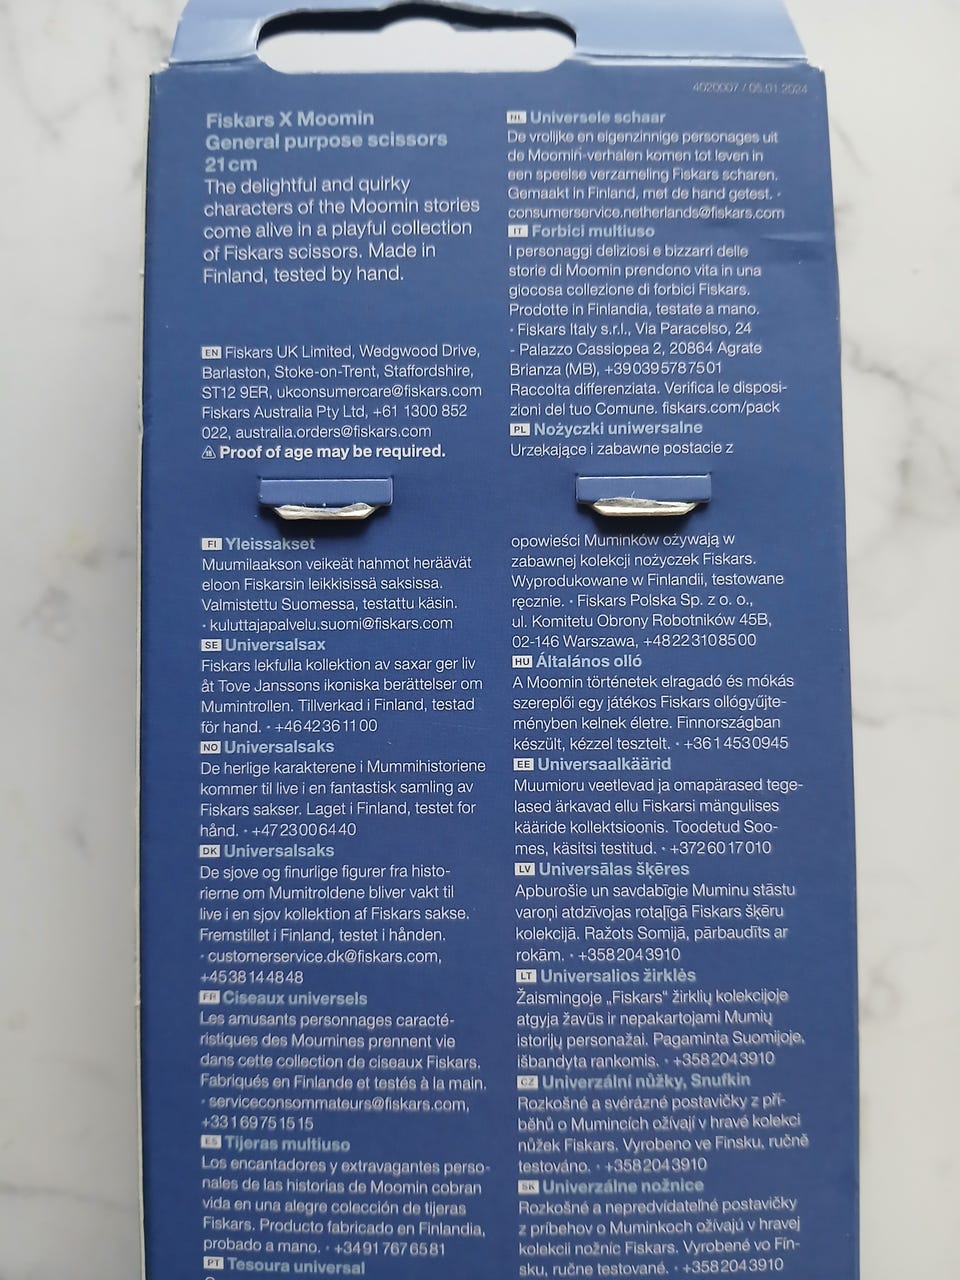 4020007 / 05.01.2024
Fiskars X Moomin
General purpose scissors
21 cm
The delightful and quirky
characters of the Moomin stories
come alive in a playful collection
of Fiskars scissors. Made in
Finland, tested by hand.
EN Fiskars UK Limited, Wedgwood Drive,
Barlaston, Stoke-on-Trent, Staffordshire,
ST12 9ER, ukconsumercare@fiskars.com
Fiskars Australia Pty Ltd, +61 1300 852
022, australia.orders@fiskars.com
Proof of age may be required.
FI Yleissakset
Muumilaakson veikeät hahmot heräävät
eloon Fiskarsin leikkisissä saksissa.
Valmistettu Suomessa, testattu käsin.
· kuluttajapalvelu.suomi@fiskars.com
SE Universalsax
Fiskars lekfulla kollektion av saxar ger liv
åt Tove Janssons ikoniska berättelser om
Mumintrollen. Tillverkad i Finland, testad
för hand. · +46 42 36 11 00
NO Universalsaks
De herlige karakterene i Mummihistoriene
kommer til live i en fantastisk samling av
Fiskars sakser. Laget i Finland, testet for
hånd. · +47 23 00 64 40
DK Universalsaks
De sjove og finurlige figurer fra histo-
rierne om Mumitroldene bliver vakt til
live i en sjov kollektion af Fiskars sakse.
Fremstillet i Finland, testet i hånden.
· customerservice.dk@fiskars.com,
+45 38 14 48 48
FR Ciseaux universels
Les amusants personnages caracté-
ristiques des Moumines prennent vie
dans cette collection de ciseaux Fiskars.
Fabriqués en Finlande et testés à la main.
· serviceconsommateurs@fiskars.com,
+33 1 69 75 15 15
ES Tijeras multiuso
Los encantadores y extravagantes perso-
nales de las historias de Moomin cobran
vida en una alegre colección de tijeras
Fiskars. Producto fabricado en Finlandia,
probado a mano. · +34 91 767 65 81
PT Tesoura universal
NL Universele schaar
De vrolijke en eigenzinnige personages uit
de Moomin-verhalen komen tot leven in
een speelse verzameling Fiskars scharen.
Gemaakt in Finland, met de hand getest. ·
consumerservice.netherlands@fiskars.com
IT Forbici multiuso
I personaggi deliziosi e bizzarri delle
storie di Moomin prendono vita in una
giocosa collezione di forbici Fiskars.
Prodotte in Finlandia, testate a mano.
· Fiskars Italy s.r.l., Via Paracelso, 24
- Palazzo Cassiopea 2, 20864 Agrate
Brianza (MB), +39 039 578 75 01
Raccolta differenziata. Verifica le disposi-
zioni del tuo Comune. fiskars.com/pack
PL Nożyczki uniwersalne
Urzekające i zabawne postacie z
opowieści Muminków ożywają w
zabawnej kolekcji nożyczek Fiskars.
Wyprodukowane w Finlandii, testowane
ręcznie. · Fiskars Polska Sp. z o. o.,
ul. Komitetu Obrony Robotników 45B,
02-146 Warszawa, +48 22 310 85 00
HU Általános olló
A Moomin történetek elragadó és mókás
szereplői egy játékos Fiskars ollógyűjte-
ményben kelnek életre. Finnországban
készült, kézzel tesztelt. · +36 1 453 0945
EE Universaalkäärid
Muumioru veetlevad ja omapärased tege-
lased ärkavad ellu Fiskarsi mängulises
kääride kollektsioonis. Toodetud Soo-
mes, käsitsi testitud. · +372 60 17 010
LV Universālas šķēres
Apburošie un savdabīgie Muminu stāstu
varoņi atdzīvojas rotaļīgā Fiskars šķēru
kolekcijā. Ražots Somijā, pārbaudīts ar
rokām. · +358 204 3910
LT Universalios žirklės
Žaismingoje „Fiskars“ žirklių kolekcijoje
atgyja žavūs ir nepakartojami Mumių
istorijų personažai. Pagaminta Suomijoje,
išbandyta rankomis. · +358 204 3910
CZ Univerzální nůžky, Snufkin
Rozkošné a svérázné postavičky z pří-
běhů o Mumincích ožívají v hravé kolekci
nůžek Fiskars. Vyrobeno ve Finsku, ručně
testováno. · +358 204 3910
SK Univerzálne nožnice
Rozkošné a nepredvídateľné postavičky
z príbehov o Muminkoch ožívajú v hravej
kolekcii nožníc Fiskars. Vyrobené vo Fín-
sku, ručne testované. · +358 204 3910